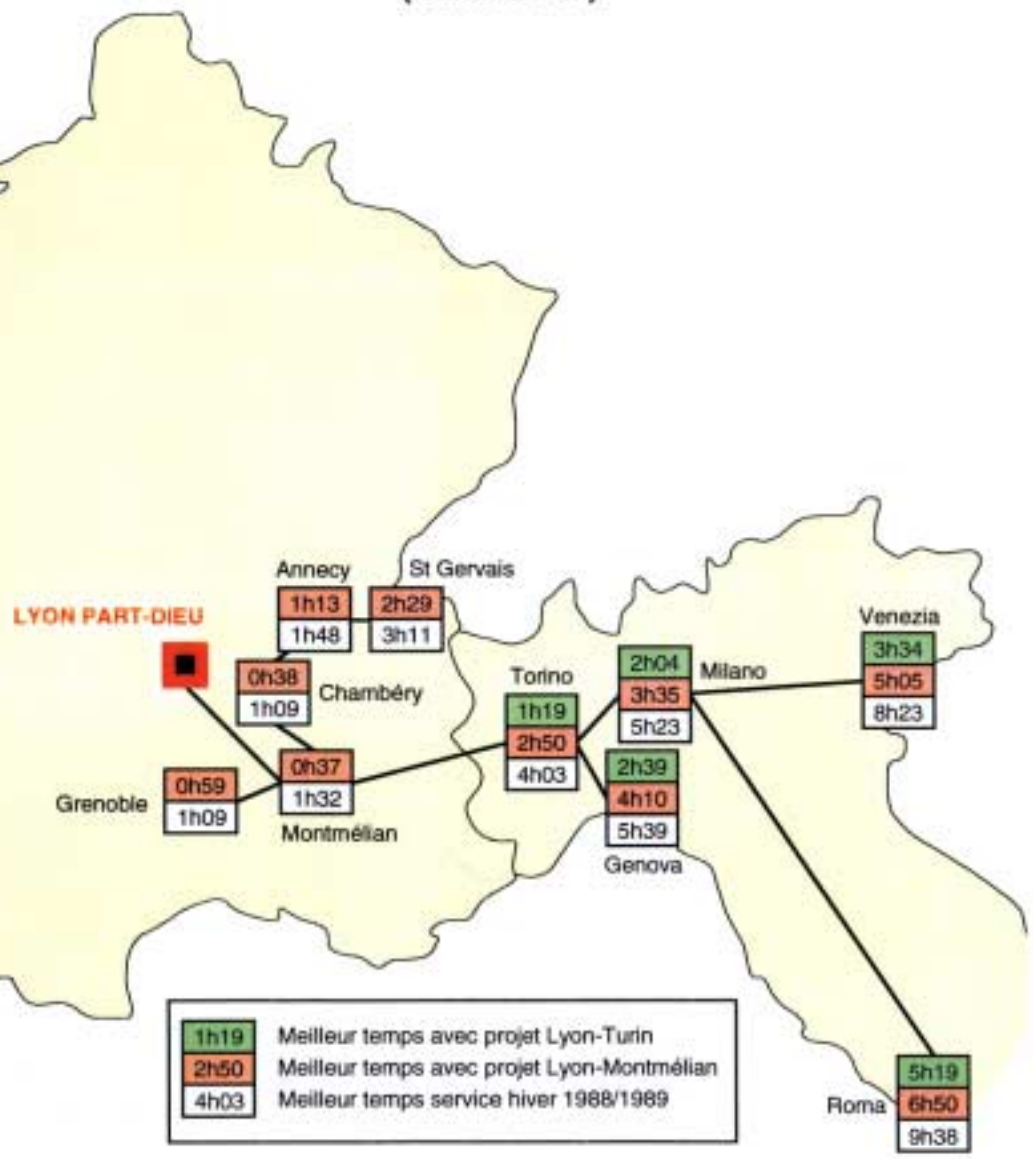 Annecy
St Gervais
1h13
2h29
1h48
3h11
LYON PART-DIEU
0h38
1h09
Chambéry
Venezia
3h34
5h05
8h23
2h04
3h35
5h23
Milano
Torino
1h19
2h50
4h03
0h37
1h32
Montmélian
Grenoble
0h59
1h09
2h39
4h10
5h39
Genova
1h19 Meilleur temps avec projet Lyon-Turin
2h50 Meilleur temps avec projet Lyon-Montmélian
4h03 Meilleur temps service hiver 1988/1989
Roma
5h19
6h50
9h38